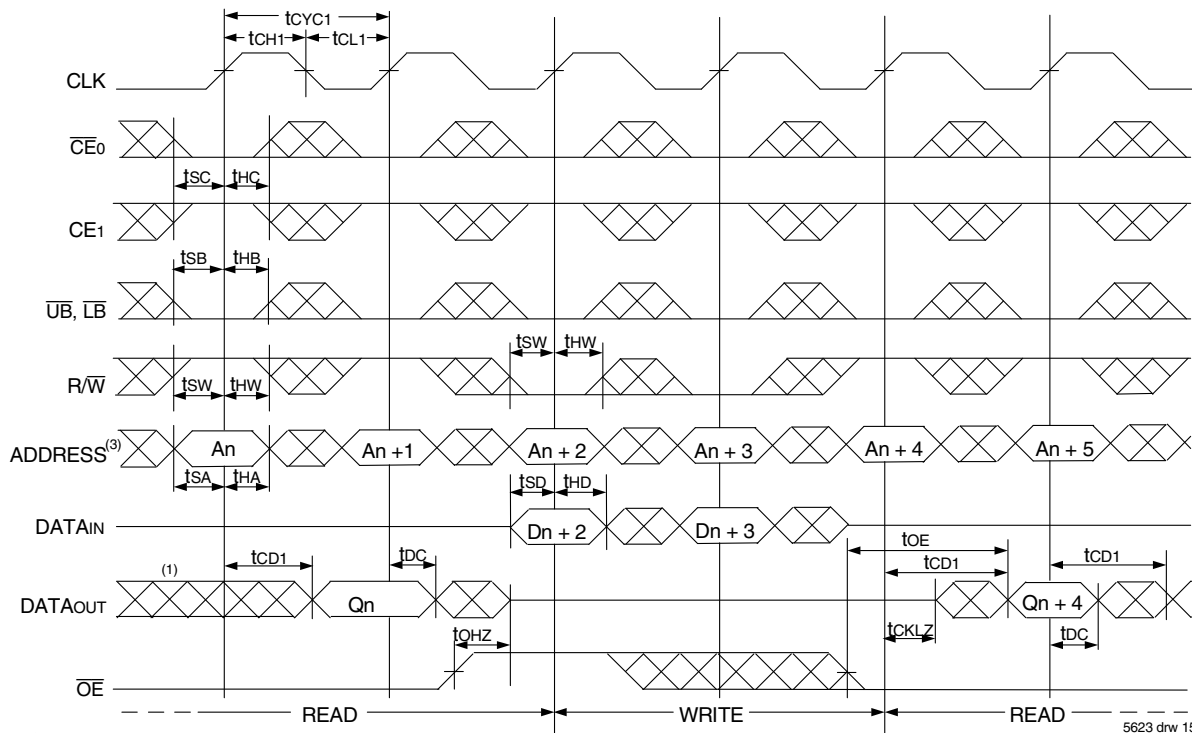 tCYC1
tCH1 tCL1
CLK
CE0
tSC tHC
CE1
tSB tHB
UB, LB
tSW tHW
R/W
tSW tHW
ADDRESS(3) An An +1 An + 2 An + 3 An + 4 An + 5
tSA tHA
tSD tHD
DATAIN Dn + 2 Dn + 3
tOE
(1) tCD1 tDC tCD1 tCD1
DATAOUT Qn Qn + 4
tOHZ tCKLZ tDC
OE
READ WRITE READ
5623 drw 15